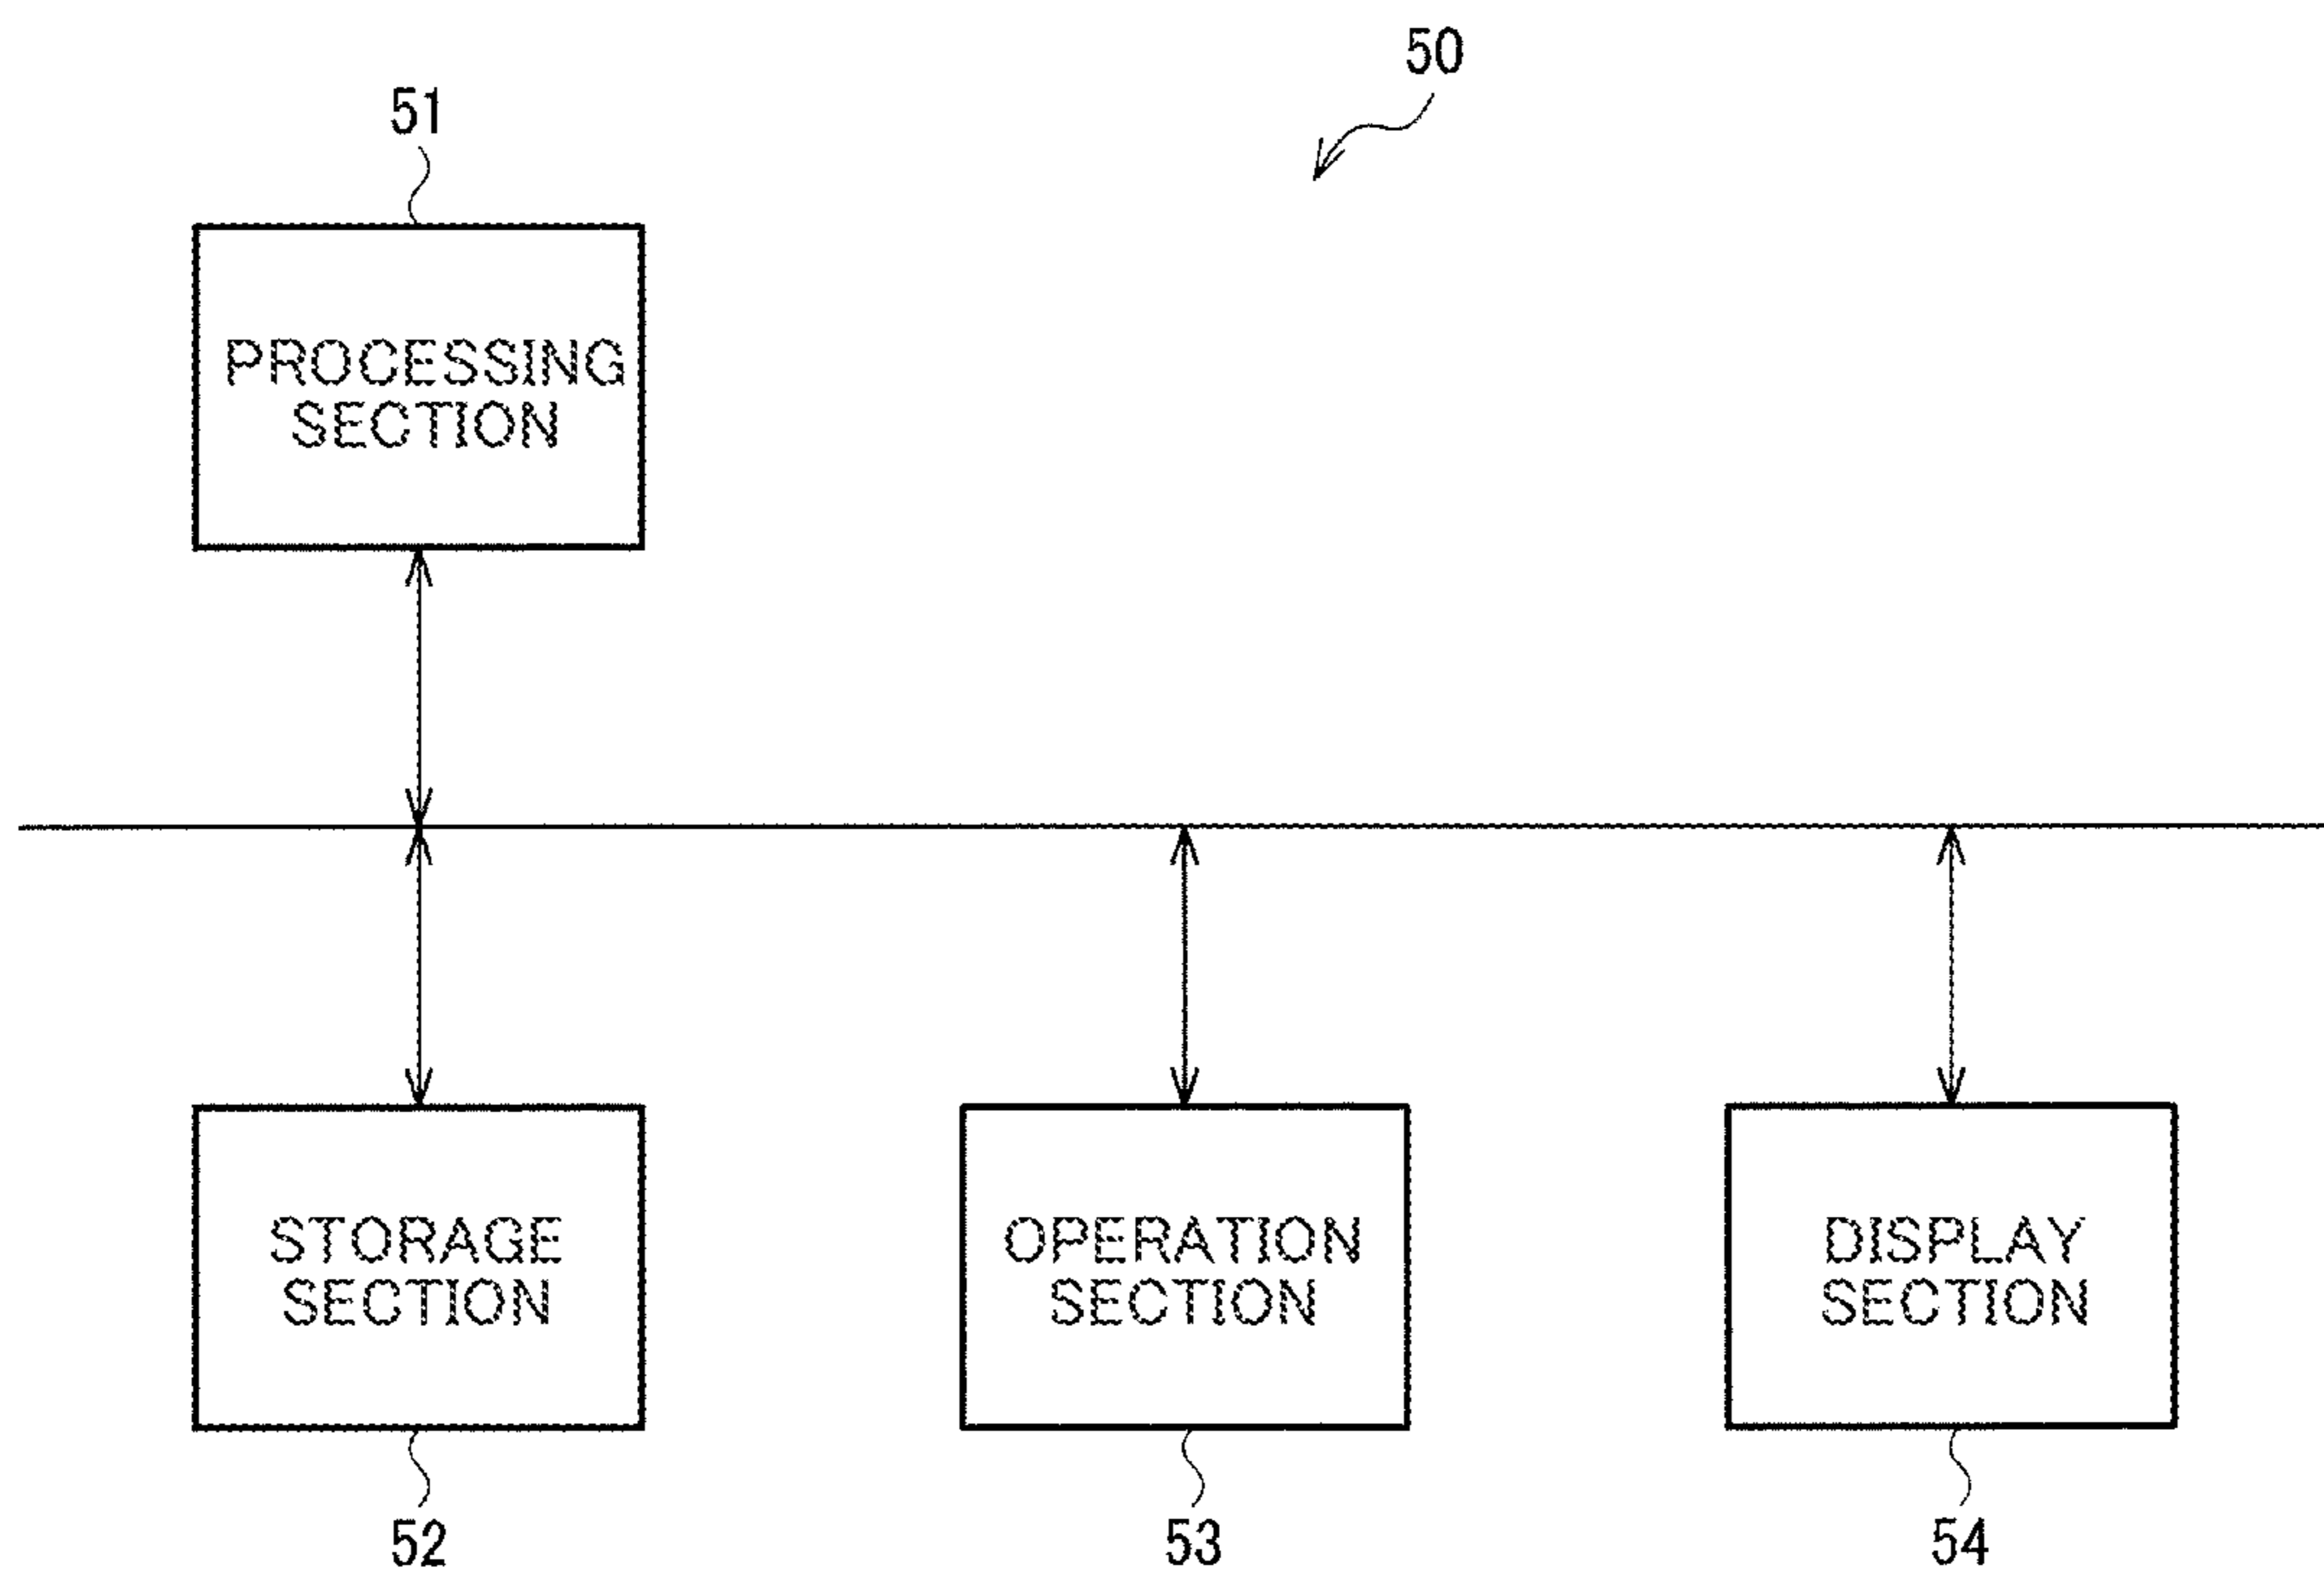 50
51
PROCESSING
SECTION
STORAGE
SECTION
OPERATION
SECTION
DISPLAY
SECTION
52
53
54